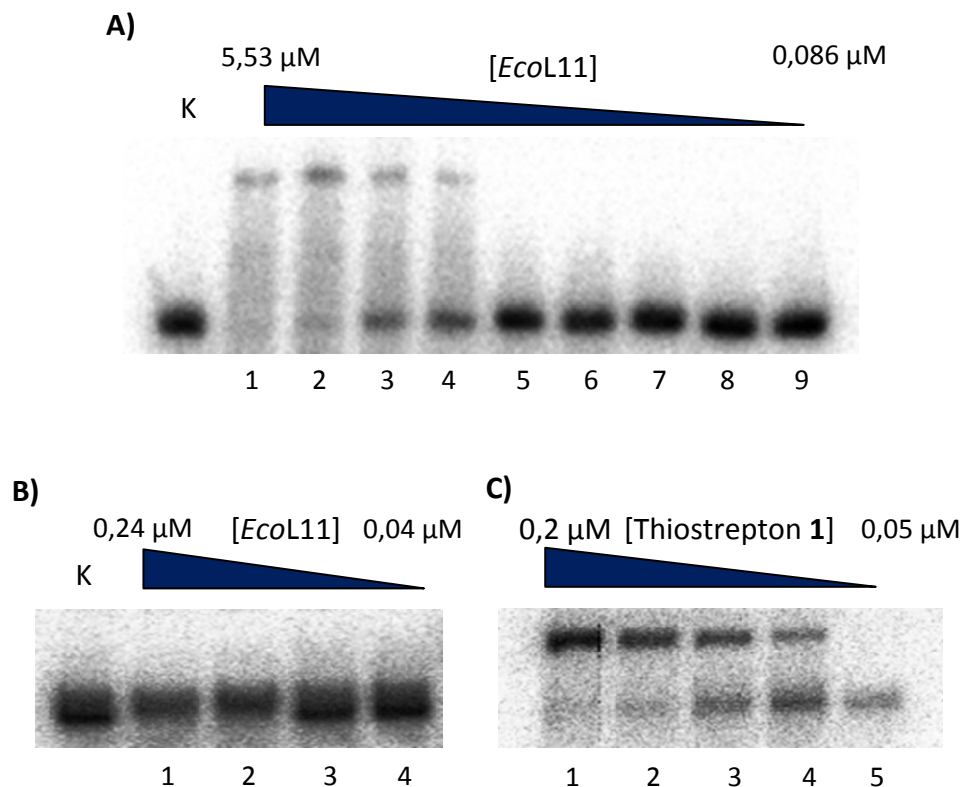 A)
5,53 µM [EcoL11] 0,086 µM
K
1 2 3 4 5 6 7 8 9
B)
0,24 µM [EcoL11] 0,04 µM
K
1 2 3 4
C)
0,2 µM [Thiostrepton 1] 0,05 µM
1 2 3 4 5